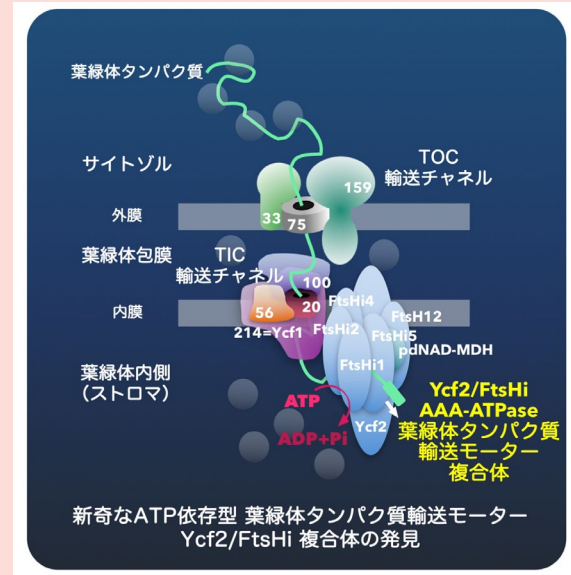 葉緑体タンパク質
サイトゾル
TOC
輸送チャネル
159
外膜
33
75
葉緑体包膜
TIC
輸送チャネル
100
FtsHi4
内膜
56
20
FtsH12
214=Ycf1
FtsHi2
FtsHi5
pdNAD-MDH
葉緑体内側
(ストロマ)
FtsHi1
ATP
ADP+Pi
Ycf2
Ycf2/FtsHi
AAA-ATPase
葉緑体タンパク質
輸送モーター
複合体
新奇なATP依存型 葉緑体タンパク質輸送モーター
Ycf2/FtsHi 複合体の発見